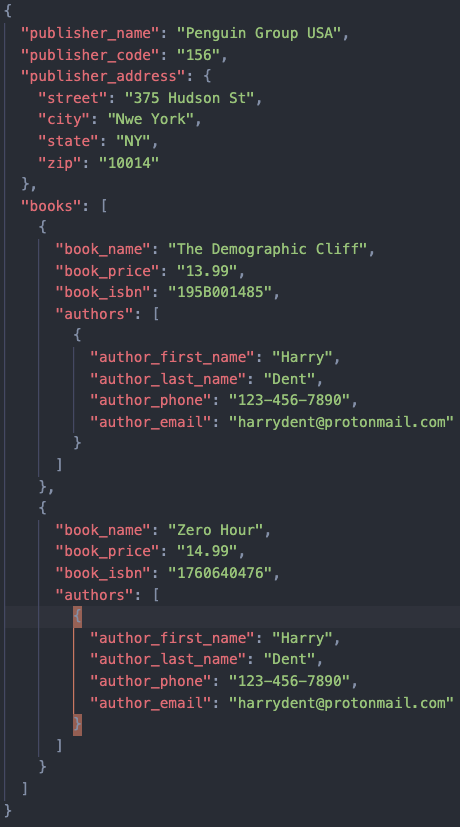 {
  "publisher_name": "Penguin Group USA",
  "publisher_code": "156",
  "publisher_address": {
    "street": "375 Hudson St",
    "city": "Nwe York",
    "state": "NY",
    "zip": "10014"
  },
  "books": [
    {
      "book_name": "The Demographic Cliff",
      "book_price": "13.99",
      "book_isbn": "195B001485",
      "authors": [
        {
          "author_first_name": "Harry",
          "author_last_name": "Dent",
          "author_phone": "123-456-7890",
          "author_email": "harrydent@protonmail.com"
        }
      ]
    },
    {
      "book_name": "Zero Hour",
      "book_price": "14.99",
      "book_isbn": "1760640476",
      "authors": [
        {
          "author_first_name": "Harry",
          "author_last_name": "Dent",
          "author_phone": "123-456-7890",
          "author_email": "harrydent@protonmail.com"
        }
      ]
    }
  ]
}